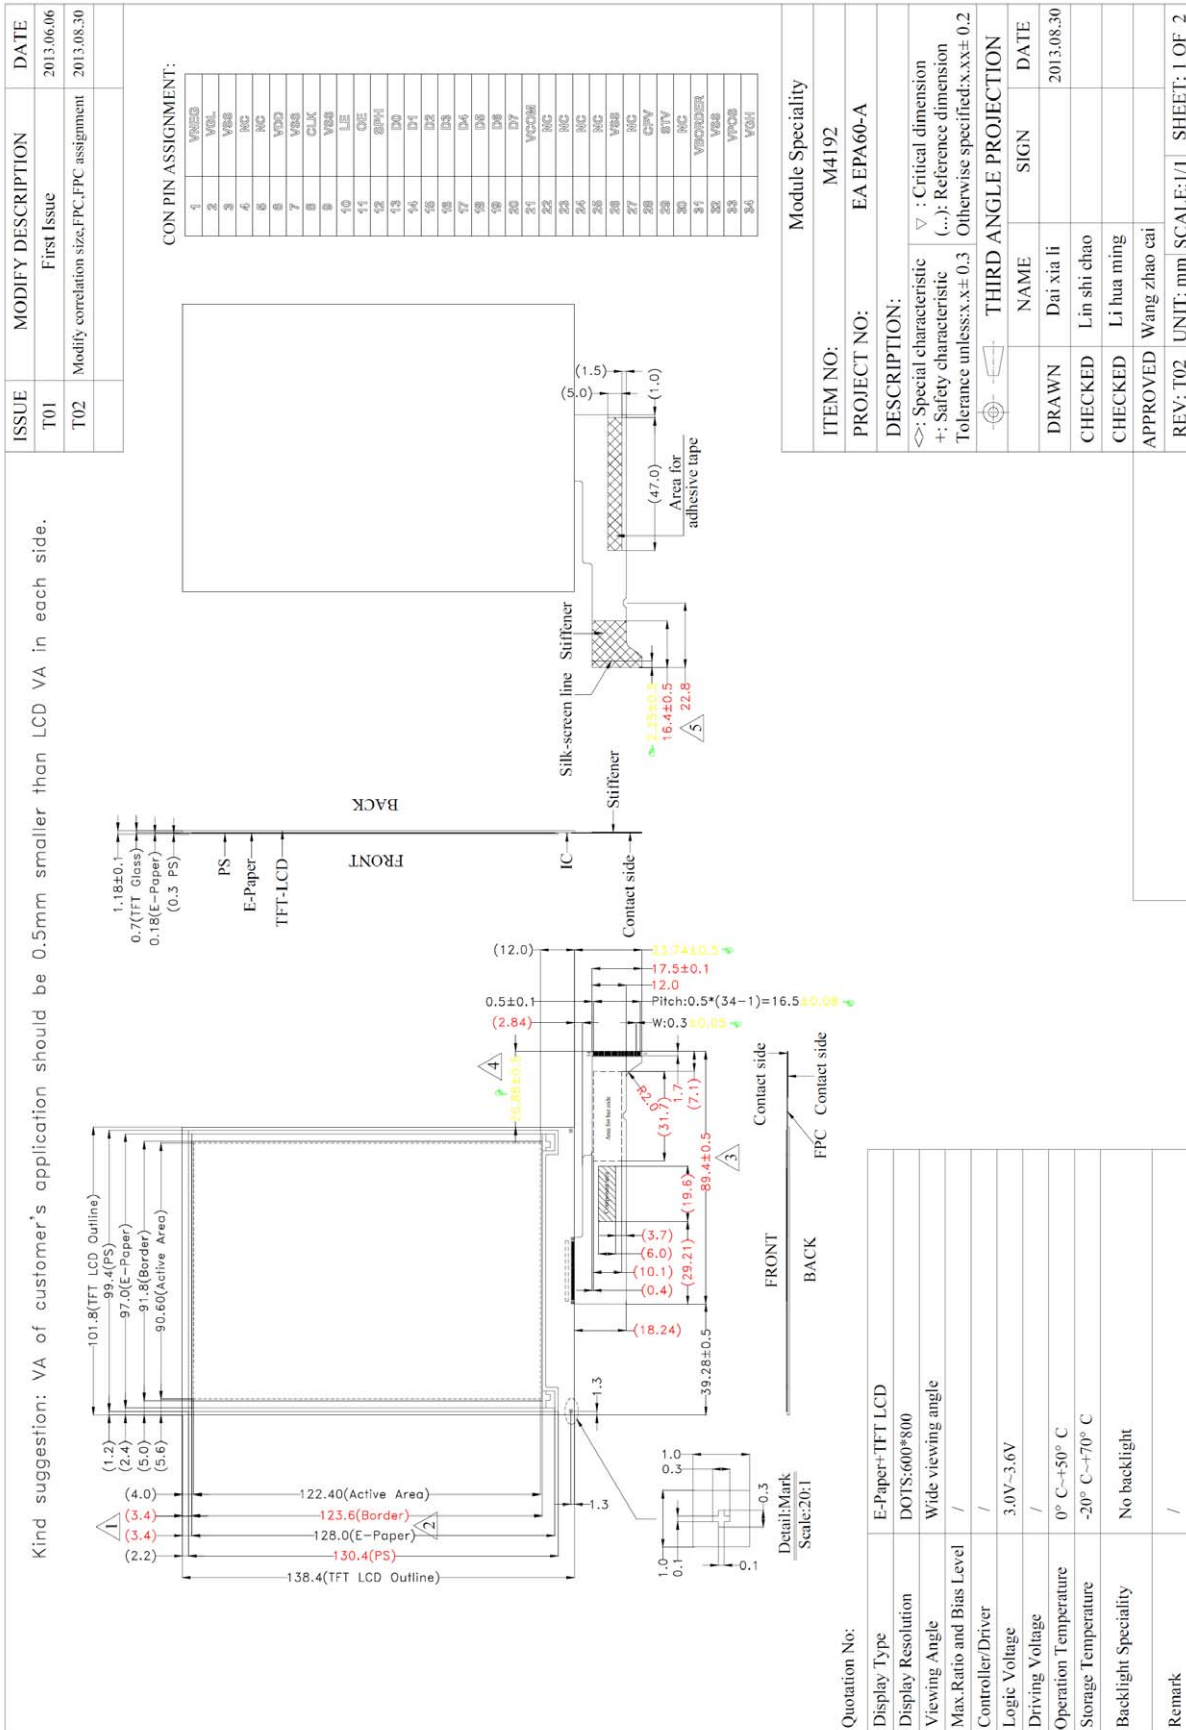 Kind suggestion: VA of customer's application should be 0.5mm smaller than LCD VA in each side.
ISSUE MODIFY DESCRIPTION DATE
T01 First Issue 2013.06.06
T02 Modify correlation size,FPC,FPC assignment 2013.08.30
101.8(TFT LCD Outline)
99.4(PS)
97.0(E-Paper)
91.8(Border)
90.60(Active Area)
(1.2)
(2.4)
(5.0)
(5.6)
(4.0) 122.40(Active Area)
1 (3.4) 123.6(Border)
(3.4) 128.0(E-Paper) 2
(2.2) 130.4(PS)
138.4(TFT LCD Outline)
1.3
1.3
39.28±0.5
(18.24)
(0.4)
(10.1)
(6.0)
(3.7)
(29.21)
(19.6)
89.4±0.5
3
(31.7)
R2.0
1.7
(7.1)
4
(2.84)
0.5±0.1
(12.0)
23.74±0.5
17.5±0.1
12.0
Pitch:0.5*(34-1)=16.5±0.08
W:0.3±0.05
1.0
0.3
1.0
0.1
0.3
0.1
Detail:Mark
Scale:20:1
FRONT
BACK
Contact side
FPC Contact side
1.18±0.1
0.7(TFT Glass)
0.18(E-Paper)
(0.3 PS)
PS
E-Paper
TFT-LCD
FRONT
BACK
IC
Stiffener
Contact side
Silk-screen line Stiffener
16.4±0.5
22.8
5
(47.0)
(5.0)
(1.5)
(1.0)
Area for
adhesive tape
CON PIN ASSIGNMENT:
1 VNEG
2 VGL
3 VSS
4 NC
5 NC
6 VDD
7 VSS
8 CLK
9 VSS
10 LE
11 OE
12 SPH
13 D0
14 D1
15 D2
16 D3
17 D4
18 D5
19 D6
20 D7
21 VCOM
22 NC
23 NC
24 NC
25 NC
26 VSS
27 NC
28 CPV
29 STV
30 NC
31 VBORDER
32 VSS
33 VPOS
34 VGH
Quotation No:
Display Type E-Paper+TFT LCD
Display Resolution DOTS:600*800
Viewing Angle Wide viewing angle
Max.Ratio and Bias Level /
Controller/Driver /
Logic Voltage 3.0V~3.6V
Driving Voltage /
Operation Temperature 0° C~+50° C
Storage Temperature -20° C~+70° C
Backlight Speciality No backlight
Remark /
Module Speciality
ITEM NO: M4192
PROJECT NO: EA EPA60-A
DESCRIPTION:
<>: Special characteristic ▽ : Critical dimension
+: Safety characteristic (...): Reference dimension
Tolerance unless:x.x± 0.3 Otherwise specified:x.xx± 0.2
THIRD ANGLE PROJECTION
NAME SIGN DATE
DRAWN Dai xia li 2013.08.30
CHECKED Lin shi chao
CHECKED Li hua ming
APPROVED Wang zhao cai
REV: T02 UNIT: mm SCALE:1/1 SHEET: 1 OF 2